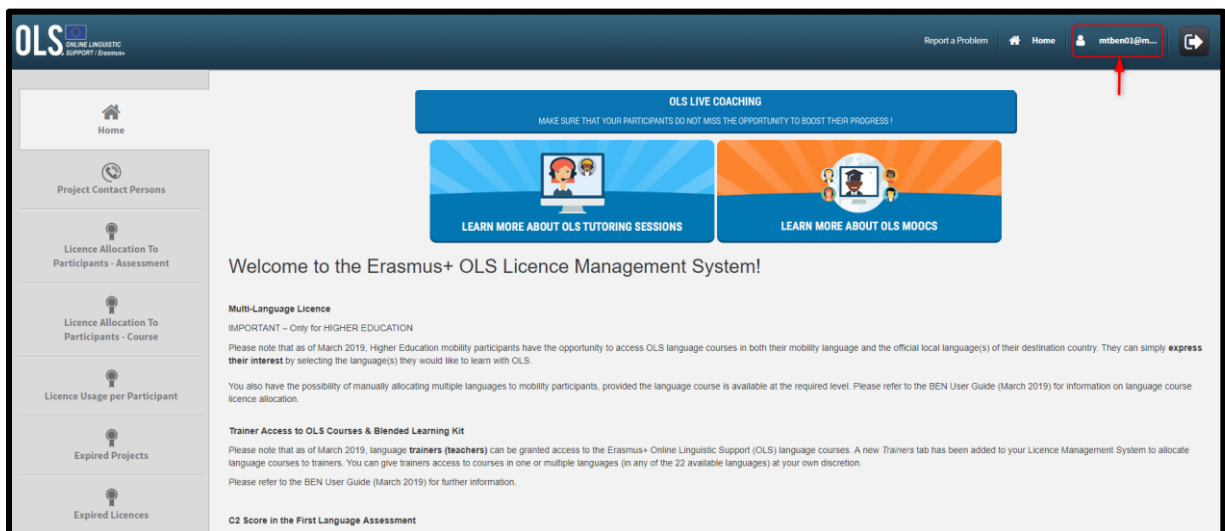 OLS
ONLINE LINGUISTIC
SUPPORT / Erasmus+
Report a Problem
Home
mtben01@m...
Home
Project Contact Persons
Licence Allocation To
Participants - Assessment
Licence Allocation To
Participants - Course
Licence Usage per Participant
Expired Projects
Expired Licences
OLS LIVE COACHING
MAKE SURE THAT YOUR PARTICIPANTS DO NOT MISS THE OPPORTUNITY TO BOOST THEIR PROGRESS !
LEARN MORE ABOUT OLS TUTORING SESSIONS
LEARN MORE ABOUT OLS MOOCS
Welcome to the Erasmus+ OLS Licence Management System!
Multi-Language Licence
IMPORTANT – Only for HIGHER EDUCATION
Please note that as of March 2019, Higher Education mobility participants have the opportunity to access OLS language courses in both their mobility language and the official local language(s) of their destination country. They can simply express
their interest by selecting the language(s) they would like to learn with OLS.
You also have the possibility of manually allocating multiple languages to mobility participants, provided the language course is available at the required level. Please refer to the BEN User Guide (March 2019) for information on language course
licence allocation.
Trainer Access to OLS Courses & Blended Learning Kit
Please note that as of March 2019, language trainers (teachers) can be granted access to the Erasmus+ Online Linguistic Support (OLS) language courses. A new Trainers tab has been added to your Licence Management System to allocate
language courses to trainers. You can give trainers access to courses in one or multiple languages (in any of the 22 available languages) at your own discretion.
Please refer to the BEN User Guide (March 2019) for further information.
C2 Score in the First Language Assessment